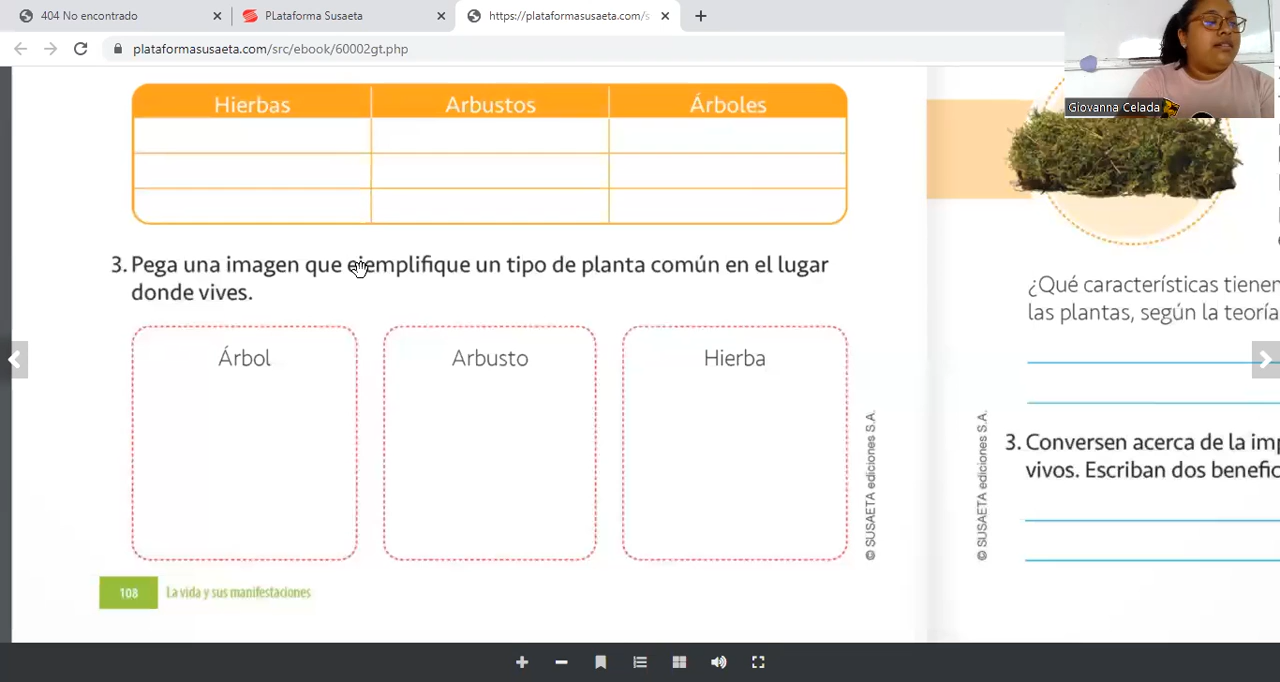 404 No encontrado
PLataforma Susaeta
https://plataformasusaeta.com/s
plataformasusaeta.com/src/ebook/60002gt.php
Giovanna Celada
Hierbas Arbustos Árboles
3. Pega una imagen que ejemplifique un tipo de planta común en el lugar
donde vives.
Árbol Arbusto Hierba
© SUSAETA ediciones S.A.
108 La vida y sus manifestaciones
¿Qué características tienen
las plantas, según la teoría
© SUSAETA ediciones S.A.
3. Conversen acerca de la imp
vivos. Escriban dos benefic